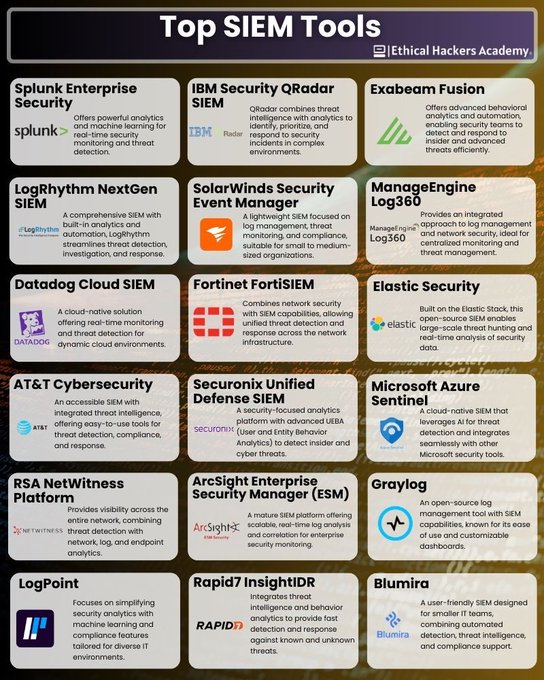 Top SIEM Tools
|Ethical Hackers Academy
Splunk Enterprise
Security
splunk>
Offers powerful analytics
and machine learning for
real-time security
monitoring and threat
detection.
IBM Security QRadar
SIEM
IBM Radar
QRadar combines threat
intelligence with analytics to
identify, prioritize, and
respond to security
incidents in complex
environments.
Exabeam Fusion
Offers advanced behavioral
analytics and automation,
enabling security teams to
detect and respond to
insider and advanced
threats efficiently.
LogRhythm NextGen
SIEM
LogRhythm
A comprehensive SIEM with
built-in analytics and
automation, LogRhythm
streamlines threat detection,
investigation, and response.
SolarWinds Security
Event Manager
A lightweight SIEM focused on
log management, threat
monitoring, and compliance,
suitable for small to medium-
sized organizations.
ManageEngine
Log360
ManageEngine
Log360
Provides an integrated
approach to log management
and network security, ideal for
centralized monitoring and
threat management.
Datadog Cloud SIEM
DATADOG
A cloud-native solution
offering real-time monitoring
and threat detection for
dynamic cloud environments.
Fortinet FortiSIEM
Combines network security
with SIEM capabilities, allowing
unified threat detection and
response across the network
infrastructure.
Elastic Security
elastic
Built on the Elastic Stack, this
open-source SIEM enables
large-scale threat hunting and
real-time analysis of security
data.
AT&T Cybersecurity
AT&T
An accessible SIEM with
integrated threat intelligence,
offering easy-to-use tools for
threat detection, compliance,
and response.
Securonix Unified
Defense SIEM
securonix
A security-focused analytics
platform with advanced UEBA
(User and Entity Behavior
Analytics) to detect insider and
cyber threats.
Microsoft Azure
Sentinel
Azure Sentinel
A cloud-native SIEM that
leverages AI for threat
detection and integrates
seamlessly with other
Microsoft security tools.
RSA NetWitness
Platform
NETWITNESS
Provides visibility across the
entire network, combining
threat detection with
network, log, and endpoint
analytics.
ArcSight Enterprise
Security Manager (ESM)
ArcSight
ESM Security
A mature SIEM platform offering
scalable, real-time log analysis
and correlation for enterprise
security monitoring.
Graylog
An open-source log
management tool with SIEM
capabilities, known for its ease
of use and customizable
dashboards.
LogPoint
Focuses on simplifying
security analytics with
machine learning and
compliance features
tailored for diverse IT
environments.
Rapid7 InsightIDR
RAPID7
Integrates threat
intelligence and behavior
analytics to provide fast
detection and response
against known and unknown
threats.
Blumira
Blumira
A user-friendly SIEM designed
for smaller IT teams,
combining automated
detection, threat intelligence,
and compliance support.